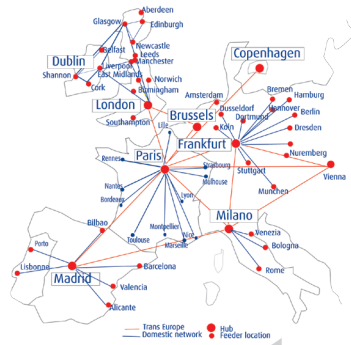 Aberdeen
Glasgow
Edinburgh
Dublin
Belfast
Newcastle
Leeds
Copenhagen
Liverpool
Manchester
Shannon
East Midlands
Cork
Norwich
Birmingham
London
Amsterdam
Bremen
Hamburg
Brussels
Dusseldorf
Hannover
Berlin
Southampton
Dortmund
Lille
Köln
Dresden
Frankfurt
Paris
Nuremberg
Rennes
Strasbourg
Stuttgart
Vienna
Mulhouse
Nantes
Munchen
Bordeaux
Lyon
Milano
Bilbao
Montpellier
Porto
Toulouse
Nice
Venezia
Marseille
Bologna
Lisbonne
Barcelona
Rome
Madrid
Valencia
Alicante
Trans Europe
Domestic network
Hub
Feeder location